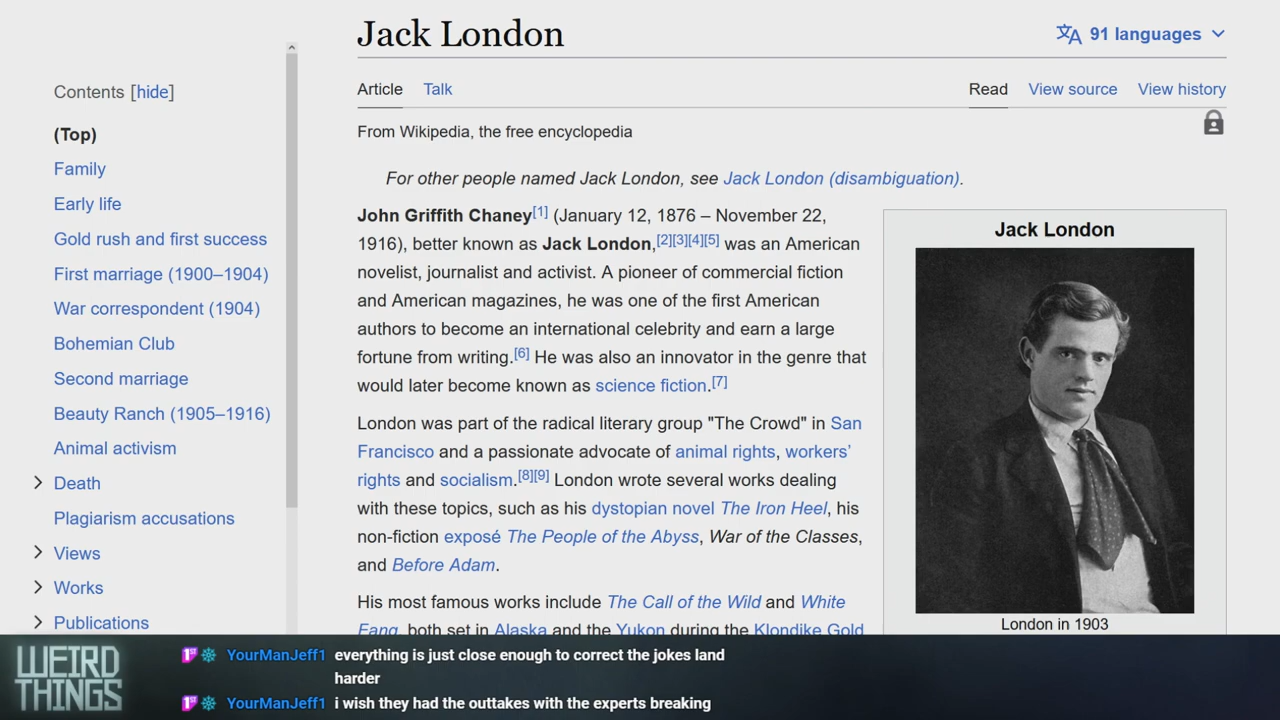 Jack London
91 languages
Contents [hide]
(Top)
Family
Early life
Gold rush and first success
First marriage (1900–1904)
War correspondent (1904)
Bohemian Club
Second marriage
Beauty Ranch (1905–1916)
Animal activism
Death
Plagiarism accusations
Views
Works
Publications
Article Talk
Read View source View history
From Wikipedia, the free encyclopedia
For other people named Jack London, see Jack London (disambiguation).
John Griffith Chaney[1] (January 12, 1876 – November 22,
1916), better known as Jack London,[2][3][4][5] was an American
novelist, journalist and activist. A pioneer of commercial fiction
and American magazines, he was one of the first American
authors to become an international celebrity and earn a large
fortune from writing.[6] He was also an innovator in the genre that
would later become known as science fiction.[7]
London was part of the radical literary group "The Crowd" in San
Francisco and a passionate advocate of animal rights, workers'
rights and socialism.[8][9] London wrote several works dealing
with these topics, such as his dystopian novel The Iron Heel, his
non-fiction exposé The People of the Abyss, War of the Classes,
and Before Adam.
His most famous works include The Call of the Wild and White
Fang, both set in Alaska and the Yukon during the Klondike Gold
Jack London
London in 1903
WEIRD
THINGS
YourManJeff1 everything is just close enough to correct the jokes land
harder
YourManJeff1 i wish they had the outtakes with the experts breaking